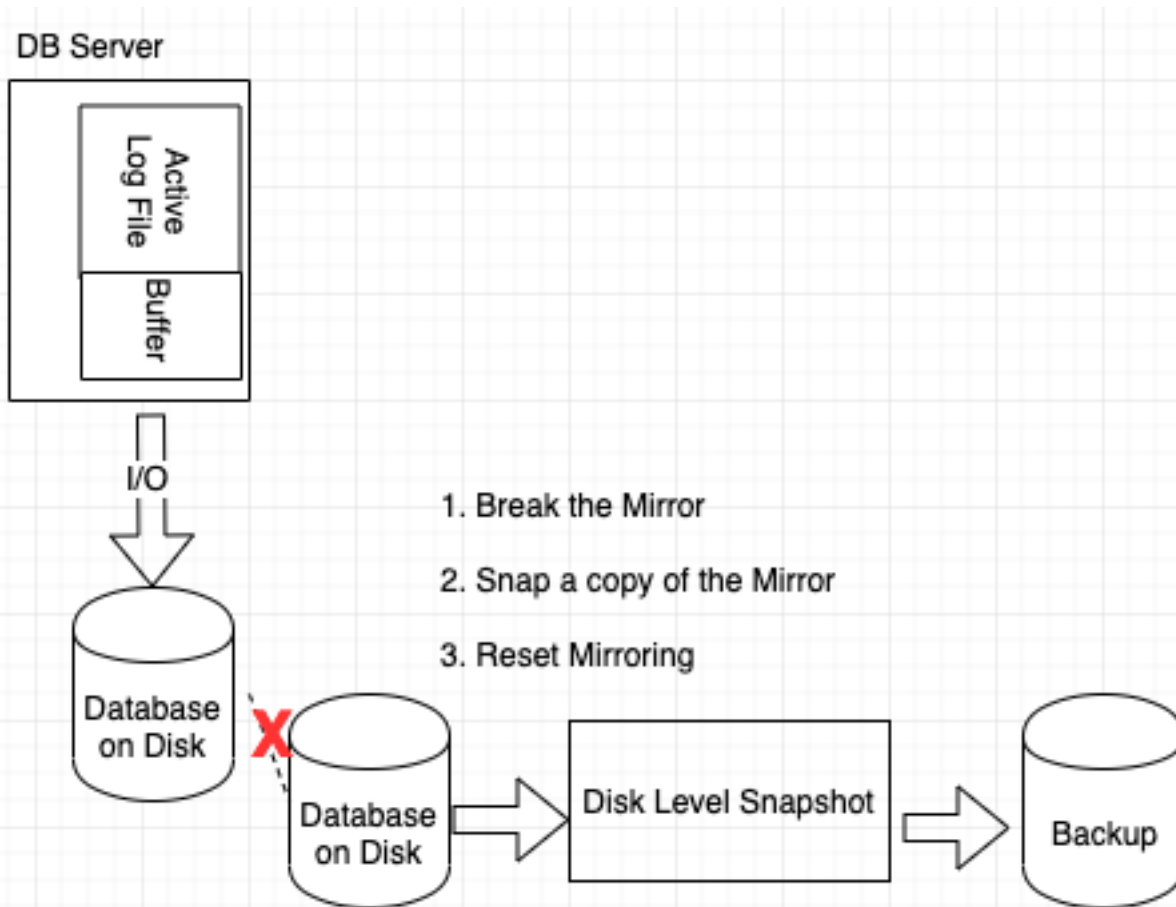 DB Server
Active
Log File
Buffer
I/O
1. Break the Mirror
2. Snap a copy of the Mirror
3. Reset Mirroring
Database
on Disk
X
Database
on Disk
Disk Level Snapshot
Backup